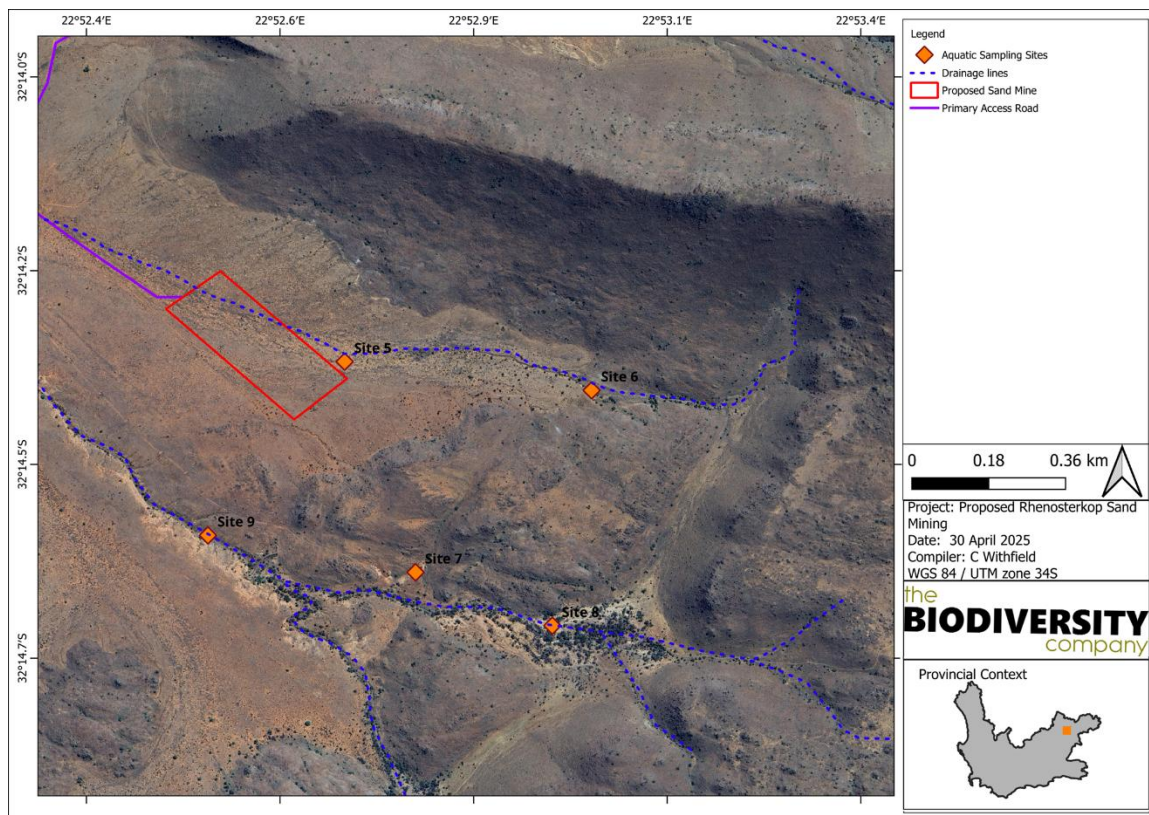 22°52.4'E 22°52.6'E 22°52.9'E 22°53.1'E 22°53.4'E
32°14.0'S
32°14.2'S
32°14.5'S
32°14.7'S
Site 5
Site 6
Site 9
Site 7
Site 8
Legend
Aquatic Sampling Sites
Drainage lines
Proposed Sand Mine
Primary Access Road
0 0.18 0.36 km
Project: Proposed Rhenosterkop Sand
Mining
Date: 30 April 2025
Compiler: C Withfield
WGS 84 / UTM zone 34S
the
BIODIVERSITY
company
Provincial Context